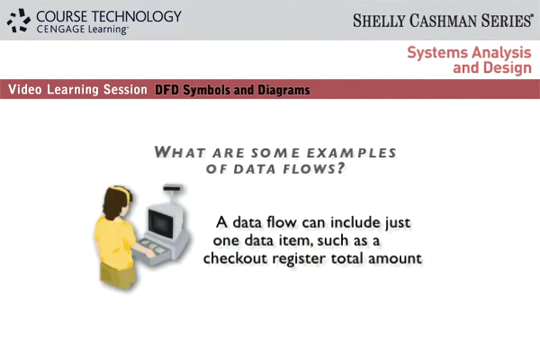 COURSE TECHNOLOGY
CENGAGE Learning™
SHELLY CASHMAN SERIES®
Systems Analysis
and Design
Video Learning Session DFD Symbols and Diagrams
WHAT ARE SOME EXAMPLES
OF DATA FLOWS?
A data flow can include just
one data item, such as a
checkout register total amount